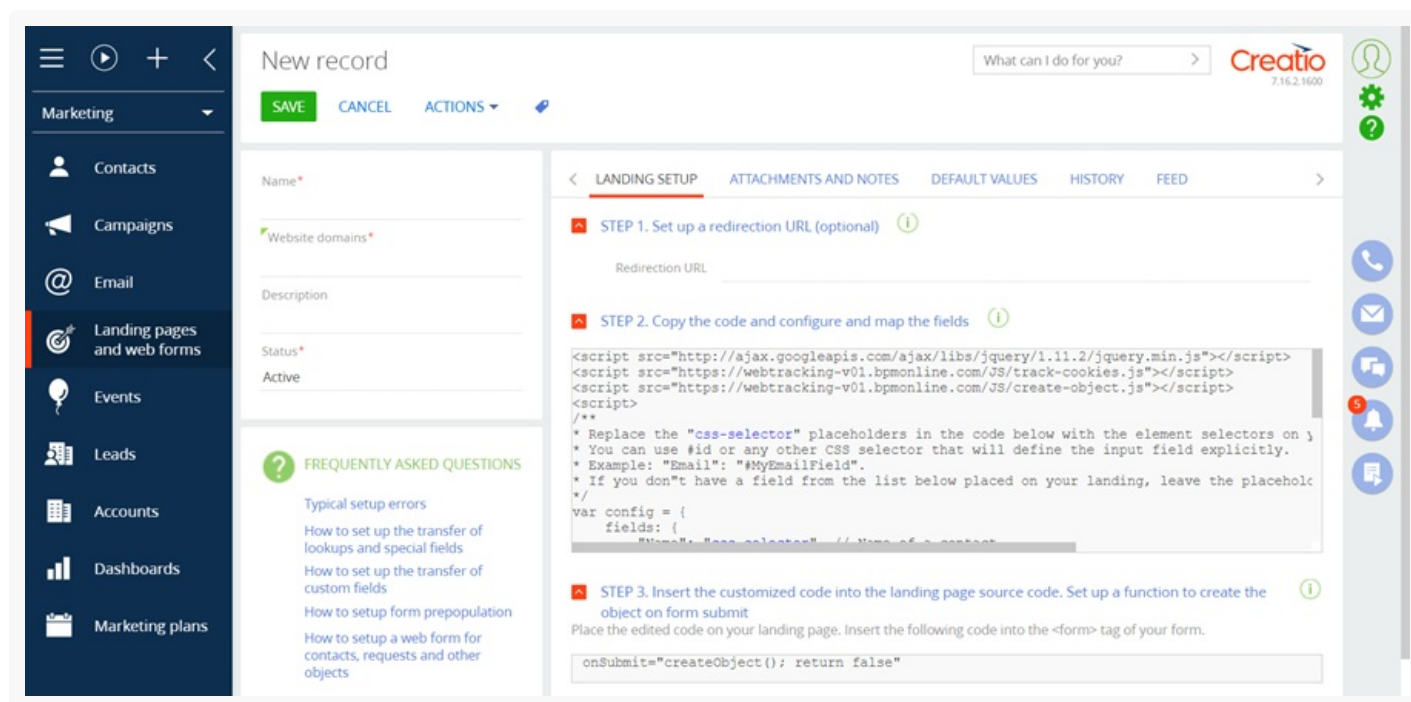 New record
What can I do for you?
Creatio
7.16.2.1600
SAVE
CANCEL
ACTIONS
Marketing
Contacts
Campaigns
Email
Landing pages
and web forms
Events
Leads
Accounts
Dashboards
Marketing plans
Name*
Website domains*
Description
Status*
Active
FREQUENTLY ASKED QUESTIONS
Typical setup errors
How to set up the transfer of
lookups and special fields
How to set up the transfer of
custom fields
How to setup form prepopulation
How to setup a web form for
contacts, requests and other
objects
LANDING SETUP
ATTACHMENTS AND NOTES
DEFAULT VALUES
HISTORY
FEED
STEP 1. Set up a redirection URL (optional)
Redirection URL
STEP 2. Copy the code and configure and map the fields
<script src="http://ajax.googleapis.com/ajax/libs/jquery/1.11.2/jquery.min.js"></script>
<script src="https://webtracking-v01.bpmonline.com/JS/track-cookies.js"></script>
<script src="https://webtracking-v01.bpmonline.com/JS/create-object.js"></script>
<script>
/**
* Replace the "css-selector" placeholders in the code below with the element selectors on
* You can use #id or any other CSS selector that will define the input field explicitly.
* Example: "Email": "#MyEmailField".
* If you don"t have a field from the list below placed on your landing, leave the placehol
*/
var config = {
fields: {
"Name": "css-selector", // Name of a contact
STEP 3. Insert the customized code into the landing page source code. Set up a function to create the
object on form submit
Place the edited code on your landing page. Insert the following code into the <form> tag of your form.
onSubmit="createObject(); return false"
5